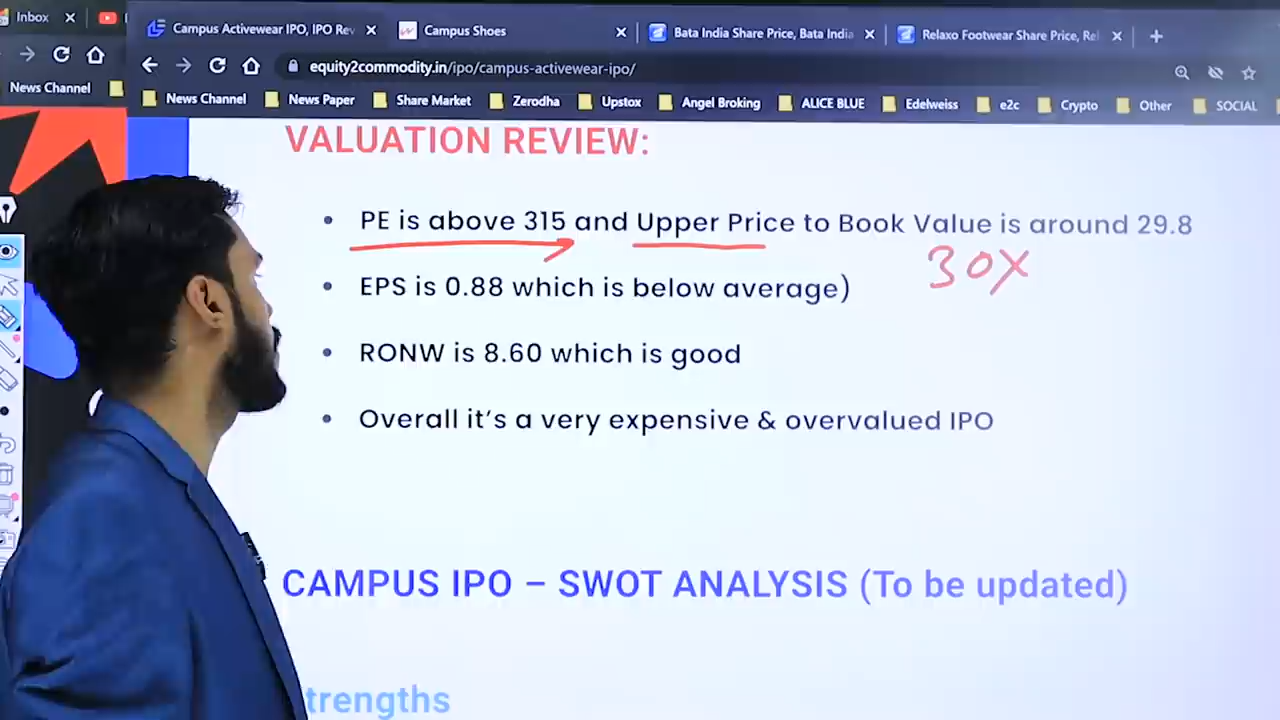 Inbox
Campus Activewear IPO, IPO Rev
Campus Shoes
Bata India Share Price, Bata India
Relaxo Footwear Share Price, Rel
equity2commodity.in/ipo/campus-activewear-ipo/
News Channel
News Channel
News Paper
Share Market
Zerodha
Upstox
Angel Broking
ALICE BLUE
Edelweiss
e2c
Crypto
Other
SOCIAL
VALUATION REVIEW:
• PE is above 315 and Upper Price to Book Value is around 29.8
30X
• EPS is 0.88 which is below average)
• RONW is 8.60 which is good
• Overall it's a very expensive & overvalued IPO
CAMPUS IPO – SWOT ANALYSIS (To be updated)
trengths